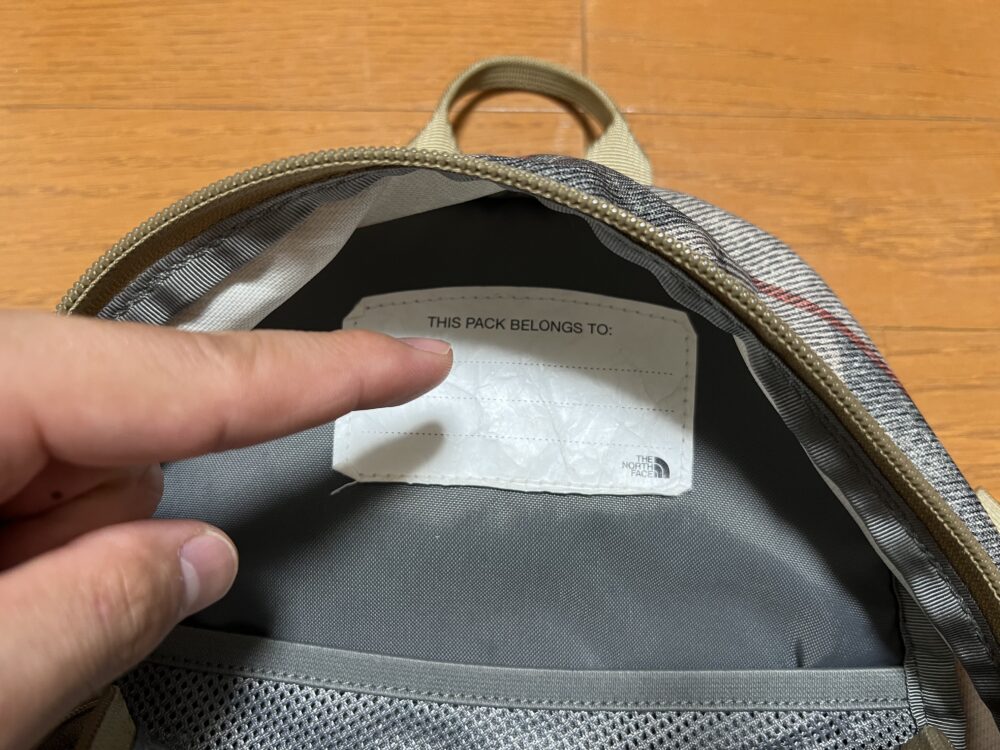 THIS PACK BELONGS TO:
THE
NORTH
FACE